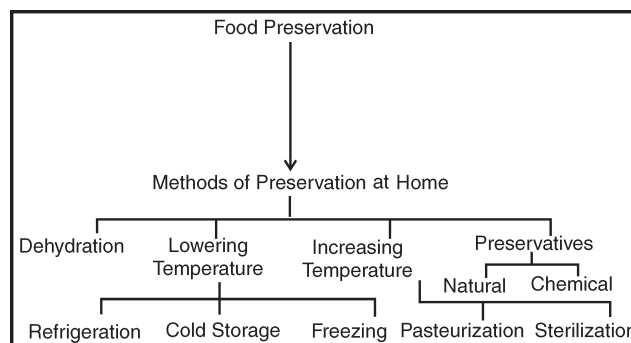 Food Preservation
Methods of Preservation at Home
Dehydration
Lowering
Temperature
Increasing
Temperature
Preservatives
Natural
Chemical
Refrigeration
Cold Storage
Freezing
Pasteurization
Sterilization